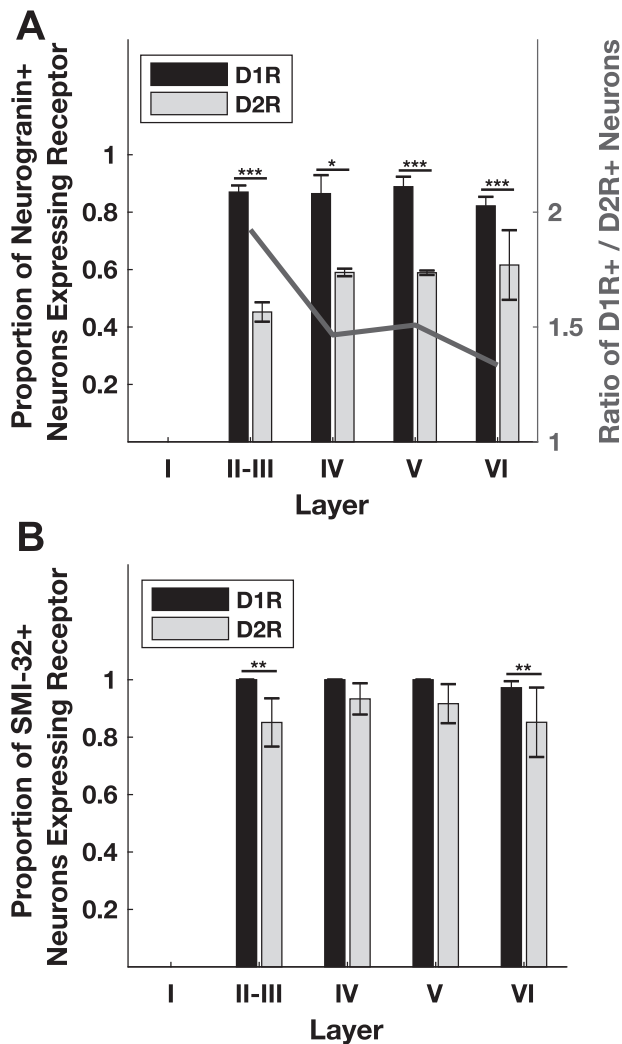 A
D1R
D2R
Proportion of Neurogranin+
Neurons Expressing Receptor
1
0.8
0.6
0.4
0.2
***
*
***
***
2
1.5
1
Ratio of D1R+ / D2R+ Neurons
I II-III IV V VI
Layer
B
D1R
D2R
Proportion of SMI-32+
Neurons Expressing Receptor
1
0.8
0.6
0.4
0.2
**
**
I II-III IV V VI
Layer